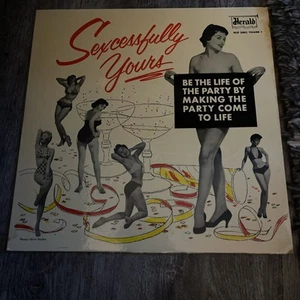 Sexcessfully
Yours
Herald
BE THE LIFE OF
THE PARTY BY
MAKING THE
PARTY COME
TO LIFE